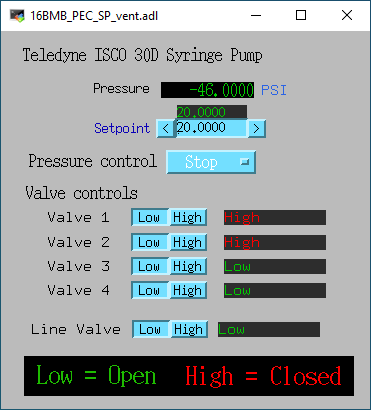 16BMB_PEC_SP_vent.adl
Teledyne ISCO 30D Syringe Pump
Pressure -46.0000 PSI
20.0000
Setpoint < 20.0000 >
Pressure control Stop
Valve controls
Valve 1 Low High High
Valve 2 Low High High
Valve 3 Low High Low
Valve 4 Low High Low
Line Valve Low High Low
Low = Open High = Closed